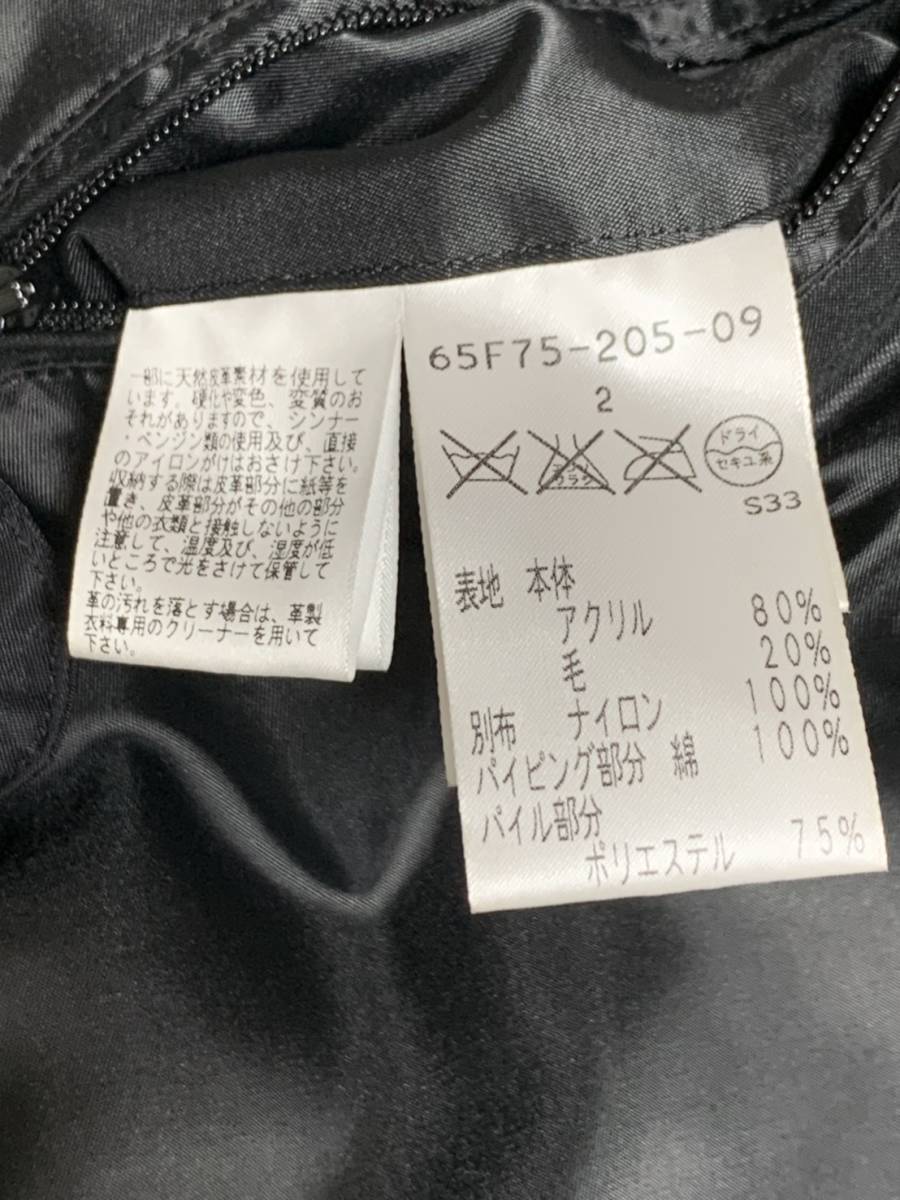 一部に天然皮革素材を使用して
います。硬化や変色、変質のお
それがありますので、シンナー
・ベンジン類の使用及び、直接
のアイロンがけはおさけ下さい。
収納する際は皮革部分に紙等を
置き、皮革部分がその他の部分
や他の衣類と接触しないように
注意して、温度及び、湿度が低
いところで光をさけて保管して
下さい。
革の汚れを落とす場合は、革製
衣料専用のクリーナーを用いて
下さい。
65F75-205-09
2
エンソ
サラシ
ドライ
セキユ系
S33
表地 本体
アクリル 80%
毛 20%
別布 ナイロン 100%
パイピング部分 綿 100%
パイル部分
ポリエステル 75%